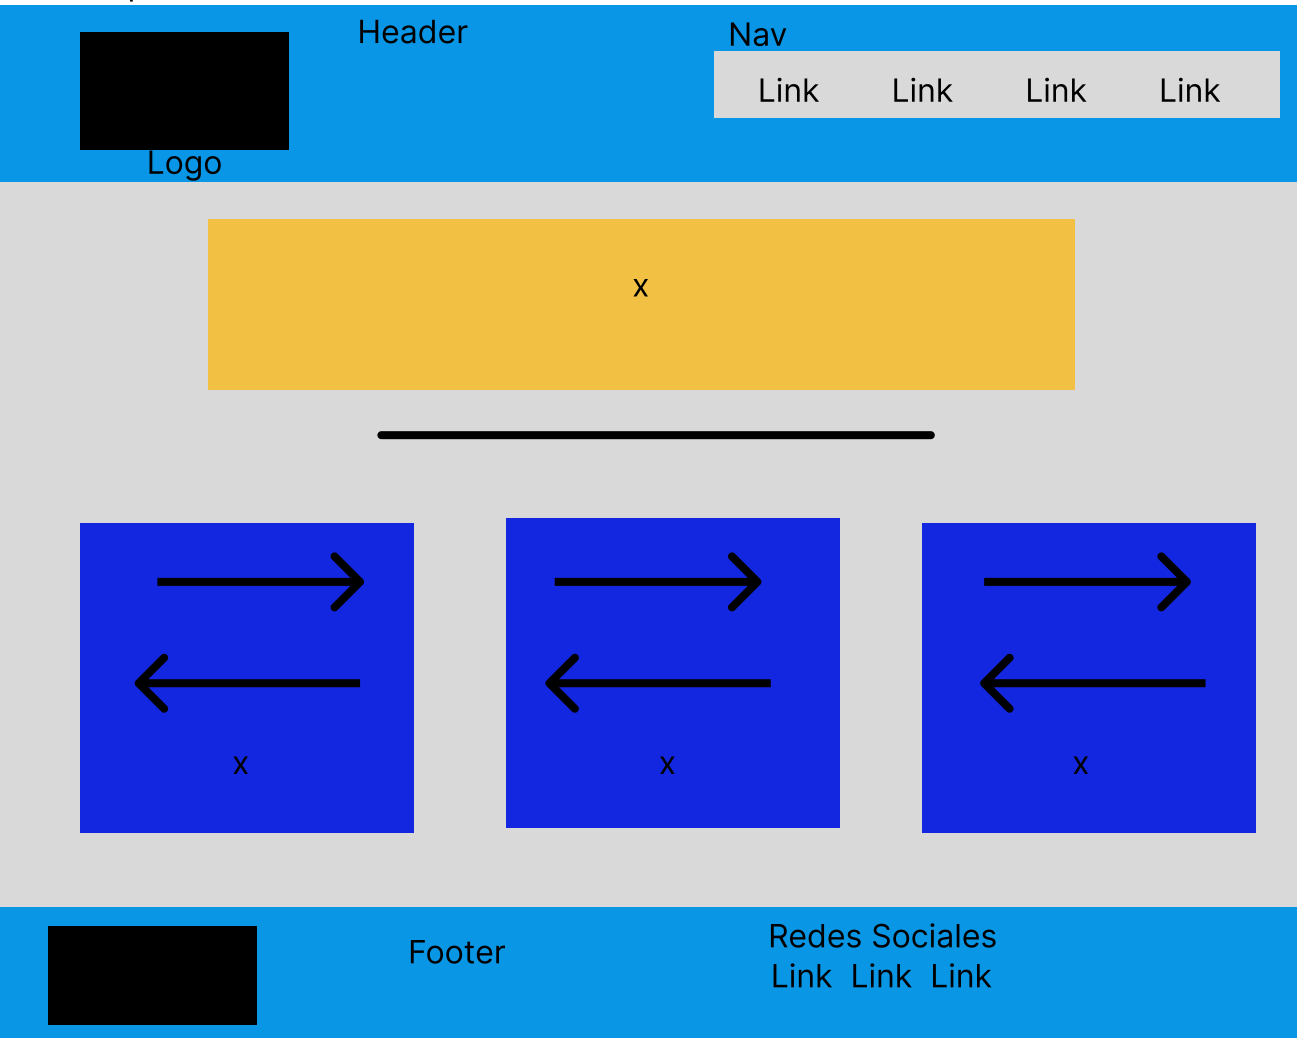 Header
Nav
Link Link Link Link
Logo
x
x x x
Footer
Redes Sociales
Link Link Link